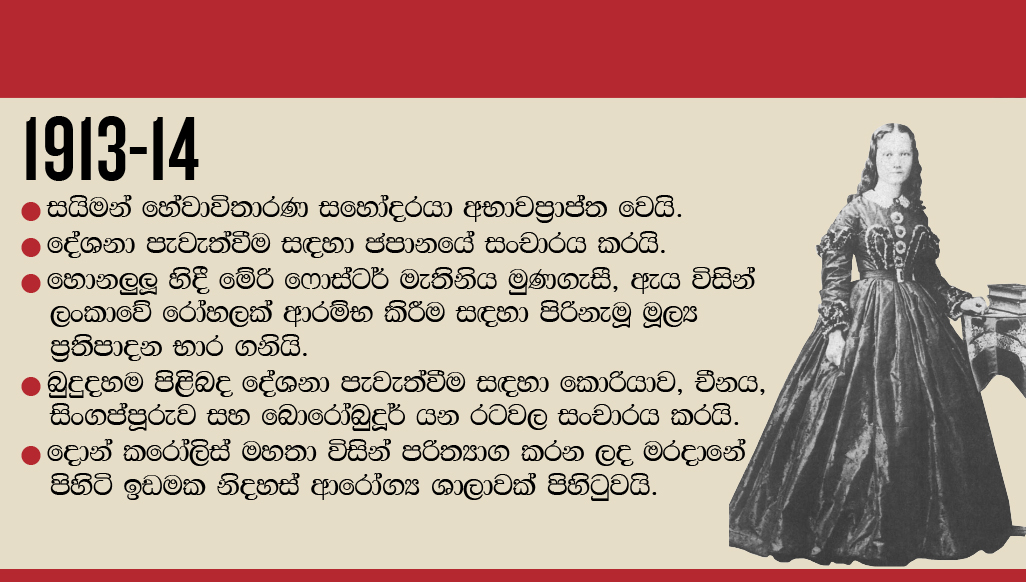 1913-14
සයිමන් හේවාවිතාරණ සහෝදරයා අභාවප්‍රාප්ත වෙයි.
දේශනා පැවැත්වීම සඳහා ජපානයේ සංචාරය කරයි.
හොනලුලූ හිදී මේරි ෆොස්ටර් මැතිනිය මුණගැසී, ඇය විසින්
ලංකාවේ රෝහලක් ආරම්භ කිරීම සඳහා පිරිනැමූ මූල්‍ය
ප්‍රතිපාදන භාර ගනියි.
බුදුදහම පිළිබද දේශනා පැවැත්වීම සඳහා කොරියාව, චීනය,
සිංගප්පූරුව සහ බොරෝබුදූර් යන රටවල සංචාරය කරයි.
දොන් කරෝලිස් මහතා විසින් පරිත්‍යාග කරන ලද මරදානේ
පිහිටි ඉඩමක නිදහස් ආරෝග්‍ය ශාලාවක් පිහිටුවයි.